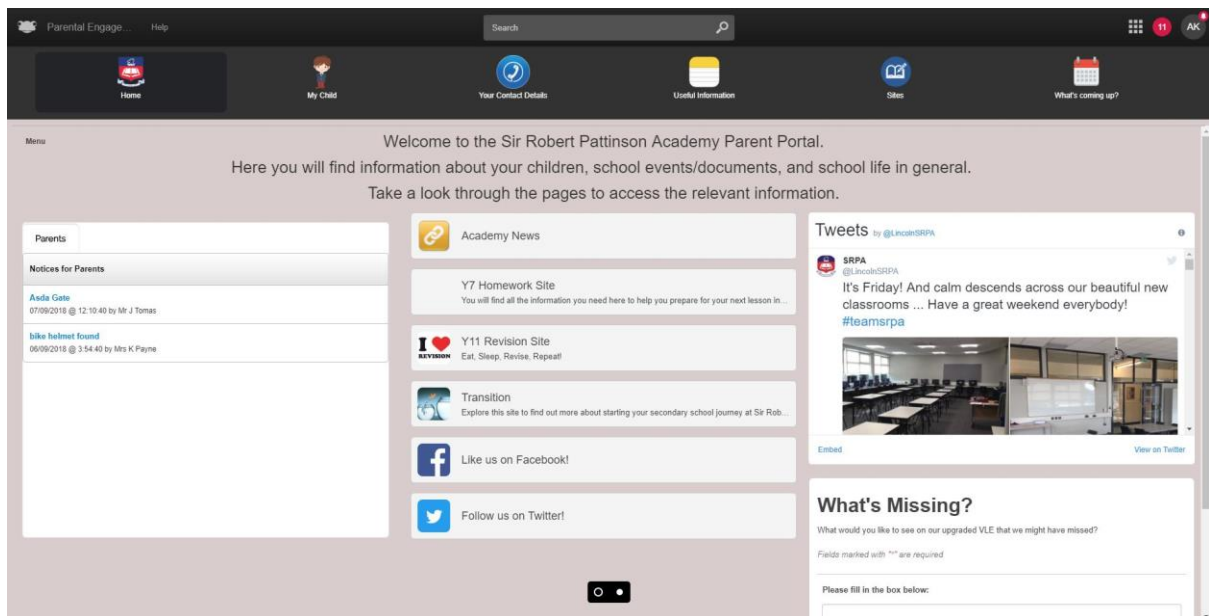 Parental Engage...
Help
Search
11
AK
Home
My Child
Your Contact Details
Useful Information
Sites
What's coming up?
Menu
Welcome to the Sir Robert Pattinson Academy Parent Portal.
Here you will find information about your children, school events/documents, and school life in general.
Take a look through the pages to access the relevant information.
Parents
Notices for Parents
Asda Gate
07/09/2018 @ 12:10:40 by Mr J Tomas
bike helmet found
06/09/2018 @ 3:54:40 by Mrs K Payne
Academy News
Y7 Homework Site
You will find all the information you need here to help you prepare for your next lesson in...
I
REVISION
Y11 Revision Site
Eat, Sleep, Revise, Repeat!
Transition
Explore this site to find out more about starting your secondary school journey at Sir Rob...
Like us on Facebook!
Follow us on Twitter!
Tweets by @LincolnSRPA
SRPA
@LincolnSRPA
It's Friday! And calm descends across our beautiful new
classrooms ... Have a great weekend everybody!
#teamsrpa
Embed
View on Twitter
What's Missing?
What would you like to see on our upgraded VLE that we might have missed?
Fields marked with "*" are required
Please fill in the box below: